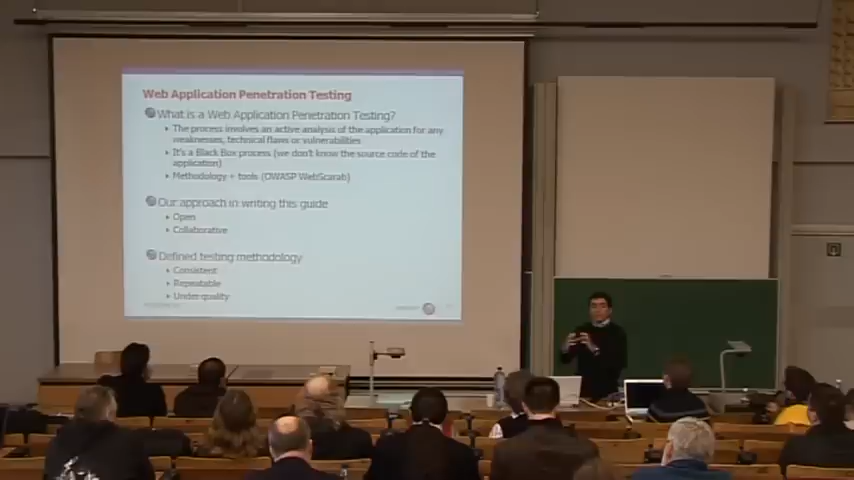 Web Application Penetration Testing
What is a Web Application Penetration Testing?
The process involves an active analysis of the application for any
weaknesses, technical flaws or vulnerabilities
It's a Black Box process (we don't know the source code of the
application)
Methodology + tools (OWASP WebScarab)
Our approach in writing this guide
Open
Collaborative
Defined testing methodology
Consistent
Repeatable
Under quality